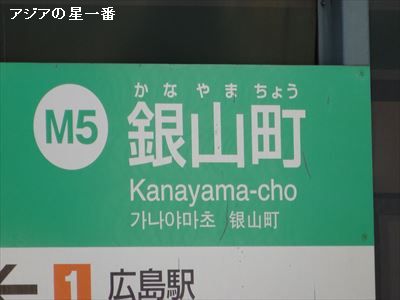 アジアの星一番
かなやまちょう
M5 銀山町
Kanayama-cho
가나야마초 银山町
← 1 広島駅